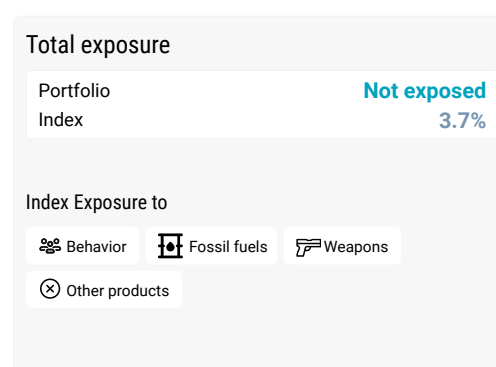 Total exposure
Portfolio Not exposed
Index 3.7%
Index Exposure to
Behavior Fossil fuels Weapons
Other products